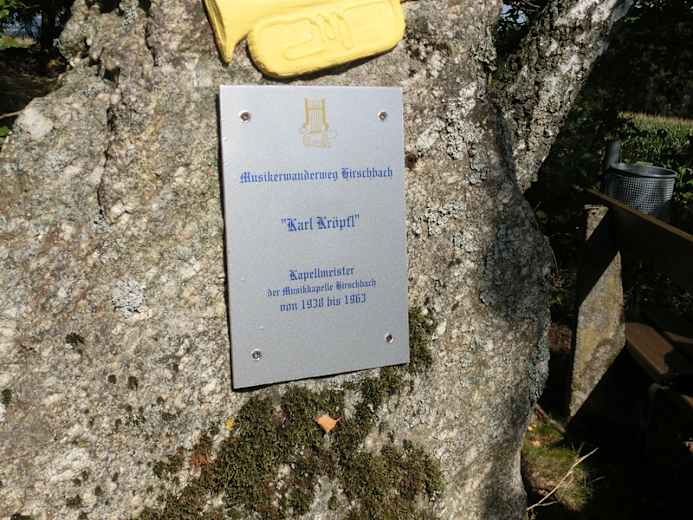 Musikerwanderweg Hirschbach
"Karl Kröpfl"
Kapellmeister
der Musikkapelle Hirschbach
von 1938 bis 1963